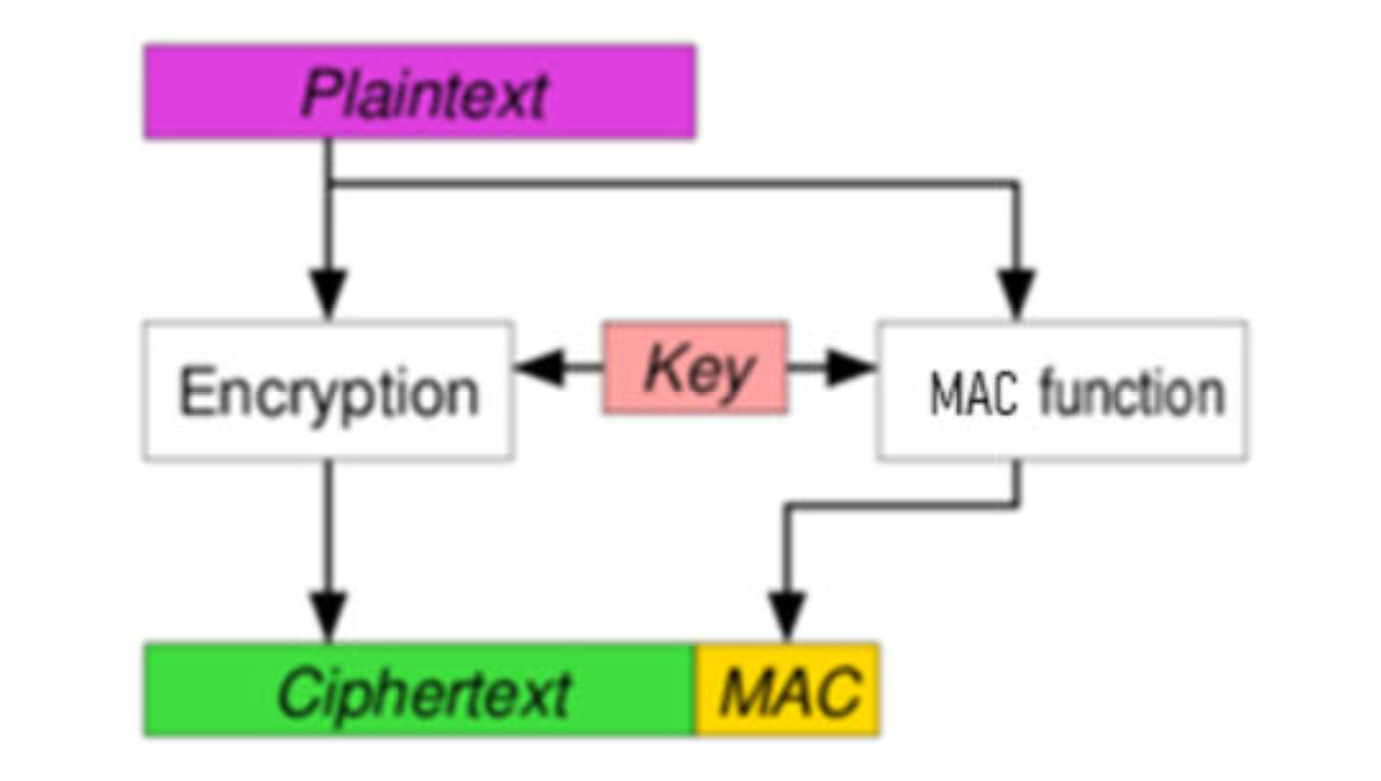 Plaintext
Encryption
Key
MAC function
Ciphertext
MAC